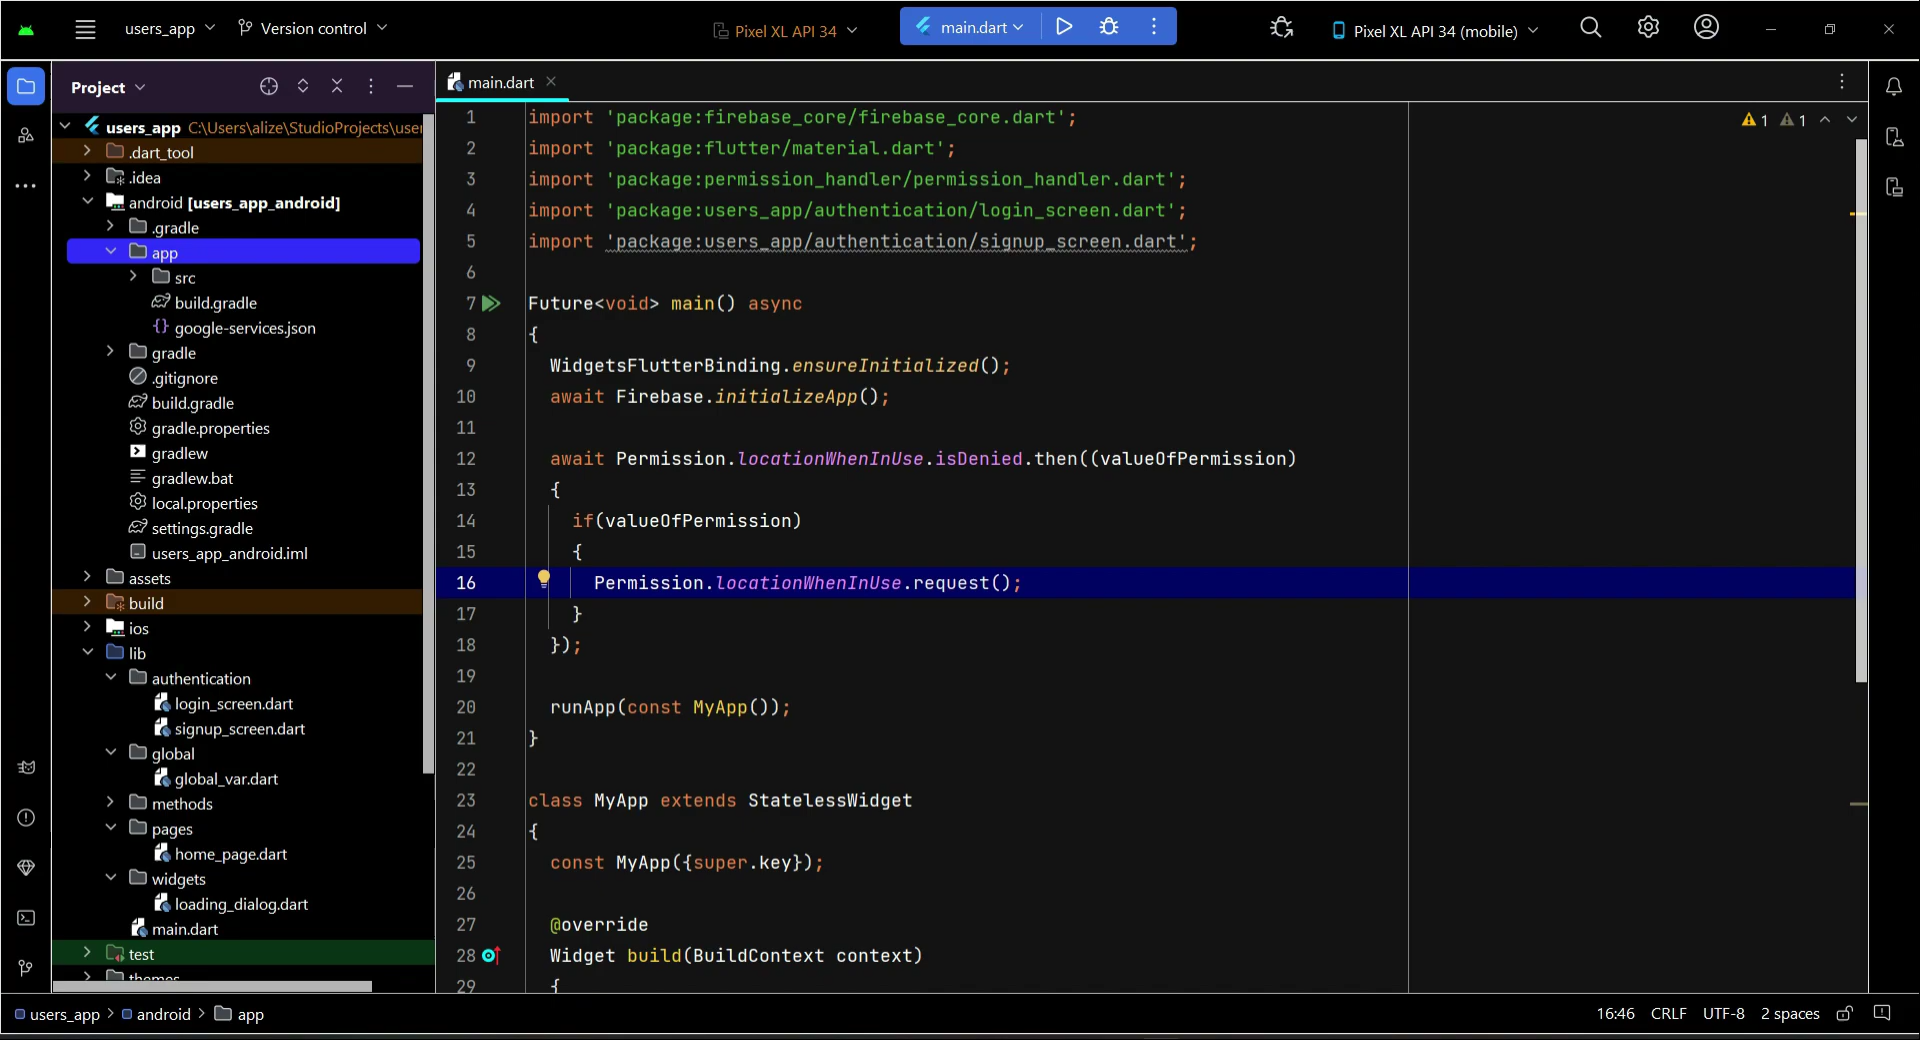 users_app
Version control
Pixel XL API 34
main.dart
Pixel XL API 34 (mobile)
Project
users_app C:\Users\alize\StudioProjects\user
.dart_tool
.idea
android [users_app_android]
.gradle
app
src
build.gradle
google-services.json
gradle
.gitignore
build.gradle
gradle.properties
gradlew
gradlew.bat
local.properties
settings.gradle
users_app_android.iml
assets
build
ios
lib
authentication
login_screen.dart
signup_screen.dart
global
global_var.dart
methods
pages
home_page.dart
widgets
loading_dialog.dart
main.dart
test
themes
main.dart
1 import 'package:firebase_core/firebase_core.dart';
2 import 'package:flutter/material.dart';
3 import 'package:permission_handler/permission_handler.dart';
4 import 'package:users_app/authentication/login_screen.dart';
5 import 'package:users_app/authentication/signup_screen.dart';
6
7 Future<void> main() async
8 {
9 WidgetsFlutterBinding.ensureInitialized();
10 await Firebase.initializeApp();
11
12 await Permission.locationWhenInUse.isDenied.then((valueOfPermission)
13 {
14 if(valueOfPermission)
15 {
16 Permission.locationWhenInUse.request();
17 }
18 });
19
20 runApp(const MyApp());
21 }
22
23 class MyApp extends StatelessWidget
24 {
25 const MyApp({super.key});
26
27 @override
28 Widget build(BuildContext context)
29 {
1 1
users_app > android > app
16:46 CRLF UTF-8 2 spaces